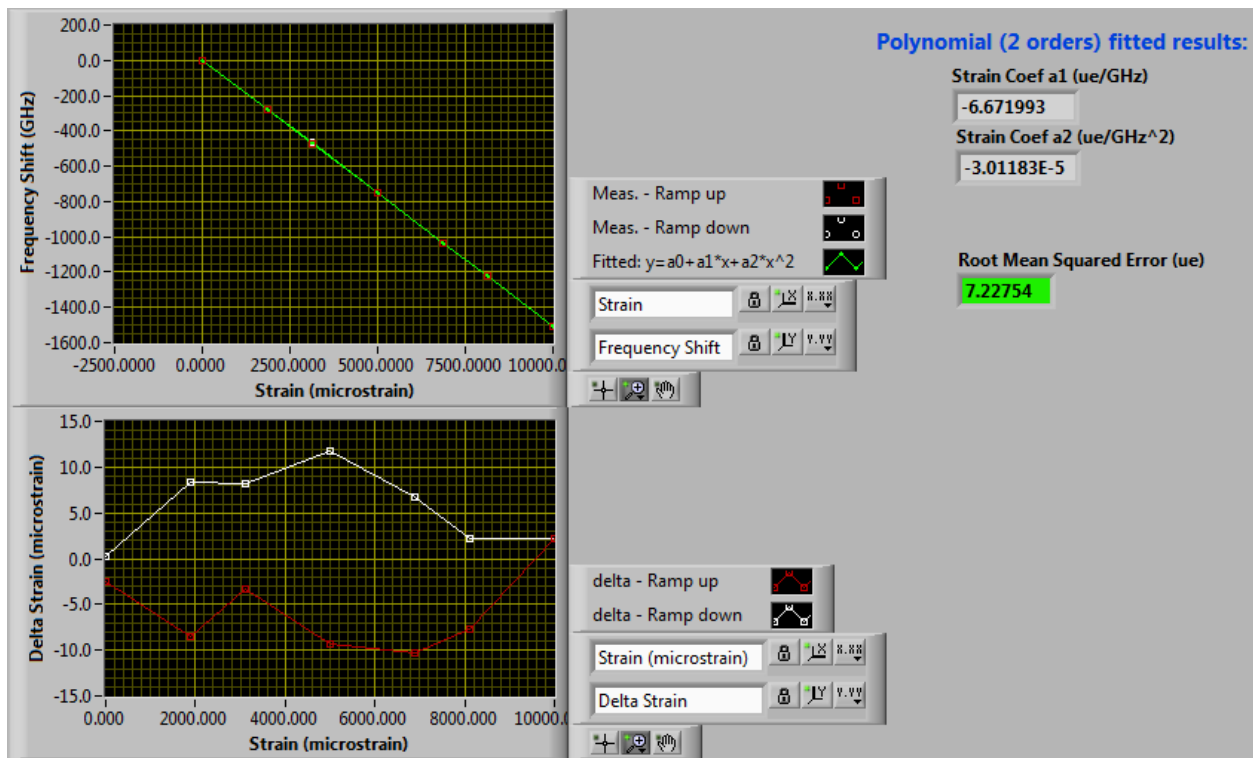 200.0
0.0
-200.0
-400.0
-600.0
-800.0
-1000.0
-1200.0
-1400.0
-1600.0
Frequency Shift (GHz)
-2500.0000 0.0000 2500.0000 5000.0000 7500.0000 10000.0
Strain (microstrain)
Meas. - Ramp up
Meas. - Ramp down
Fitted: y=a0+a1*x+a2*x^2
Strain
Frequency Shift
Polynomial (2 orders) fitted results:
Strain Coef a1 (ue/GHz)
-6.671993
Strain Coef a2 (ue/GHz^2)
-3.01183E-5
Root Mean Squared Error (ue)
7.22754
15.0
10.0
5.0
0.0
-5.0
-10.0
-15.0
Delta Strain (microstrain)
0.000 2000.000 4000.000 6000.000 8000.000 10000.
Strain (microstrain)
delta - Ramp up
delta - Ramp down
Strain (microstrain)
Delta Strain